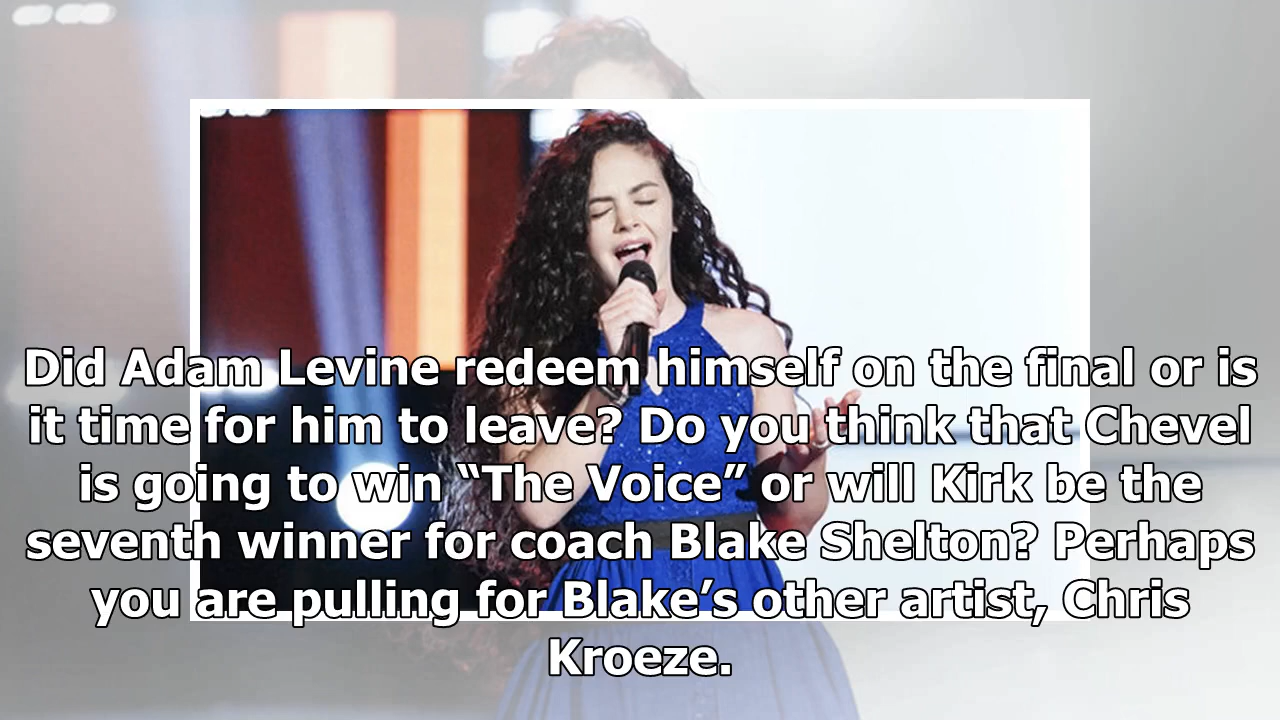 Did Adam Levine redeem himself on the final or is
it time for him to leave? Do you think that Chevel
is going to win “The Voice” or will Kirk be the
seventh winner for coach Blake Shelton? Perhaps
you are pulling for Blake’s other artist, Chris
Kroeze.